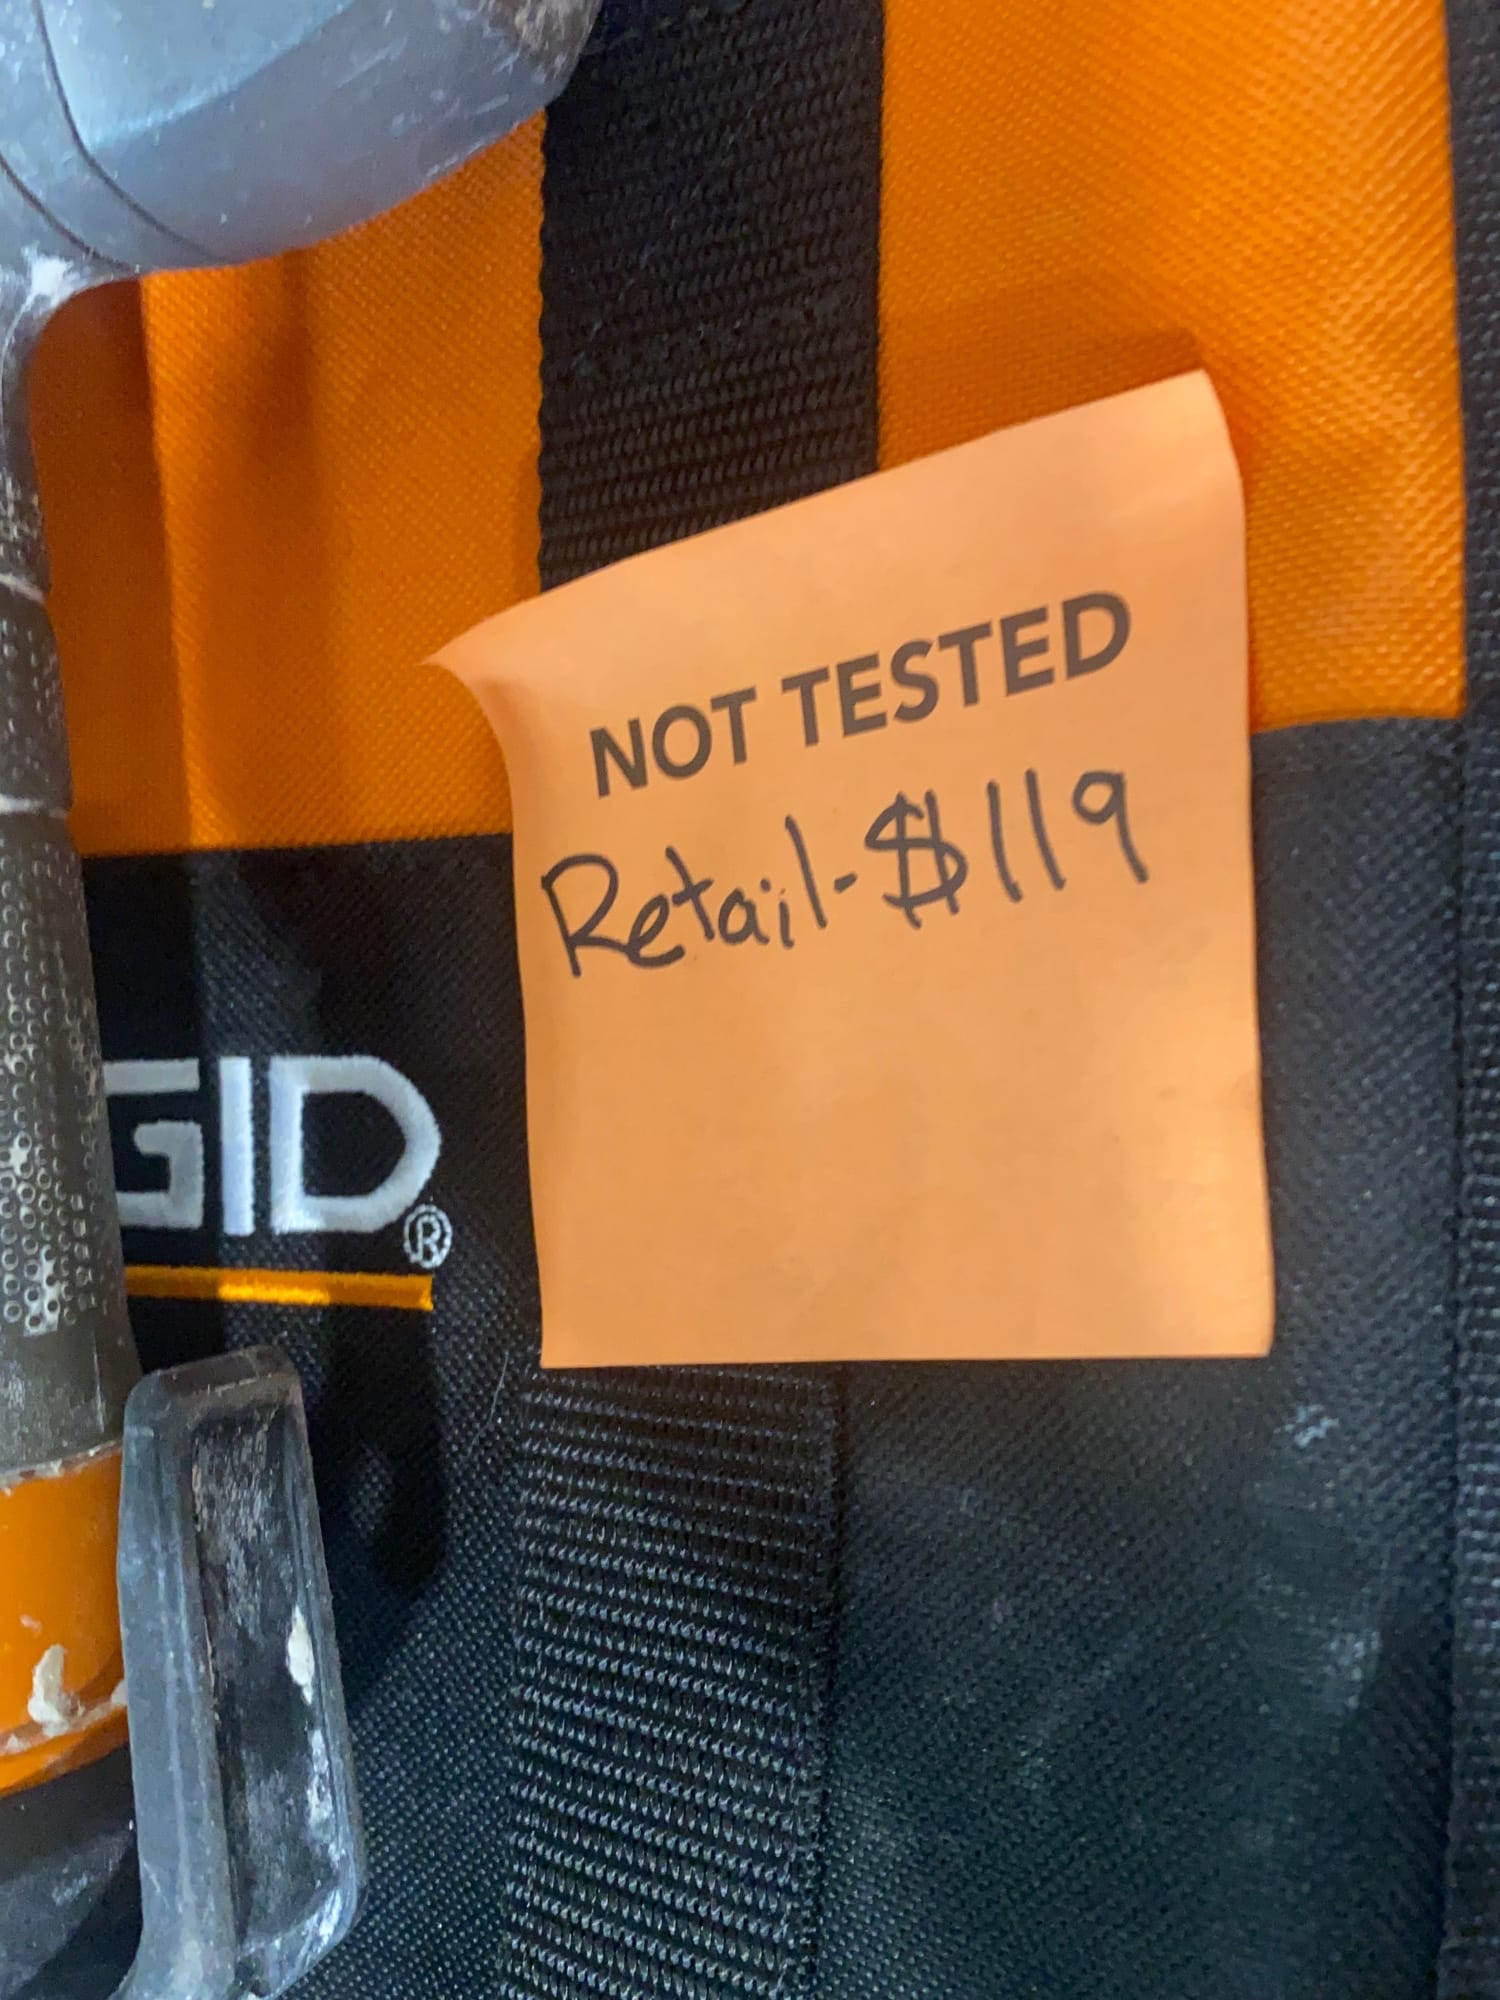 NOT TESTED
Retail-$119
GID®